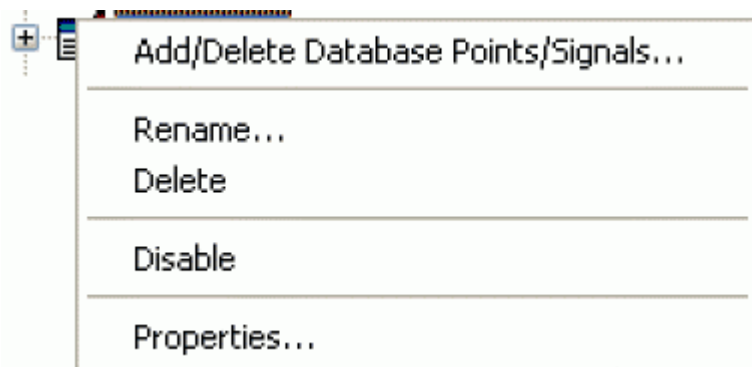 Add/Delete Database Points/Signals...
Rename...
Delete
Disable
Properties...